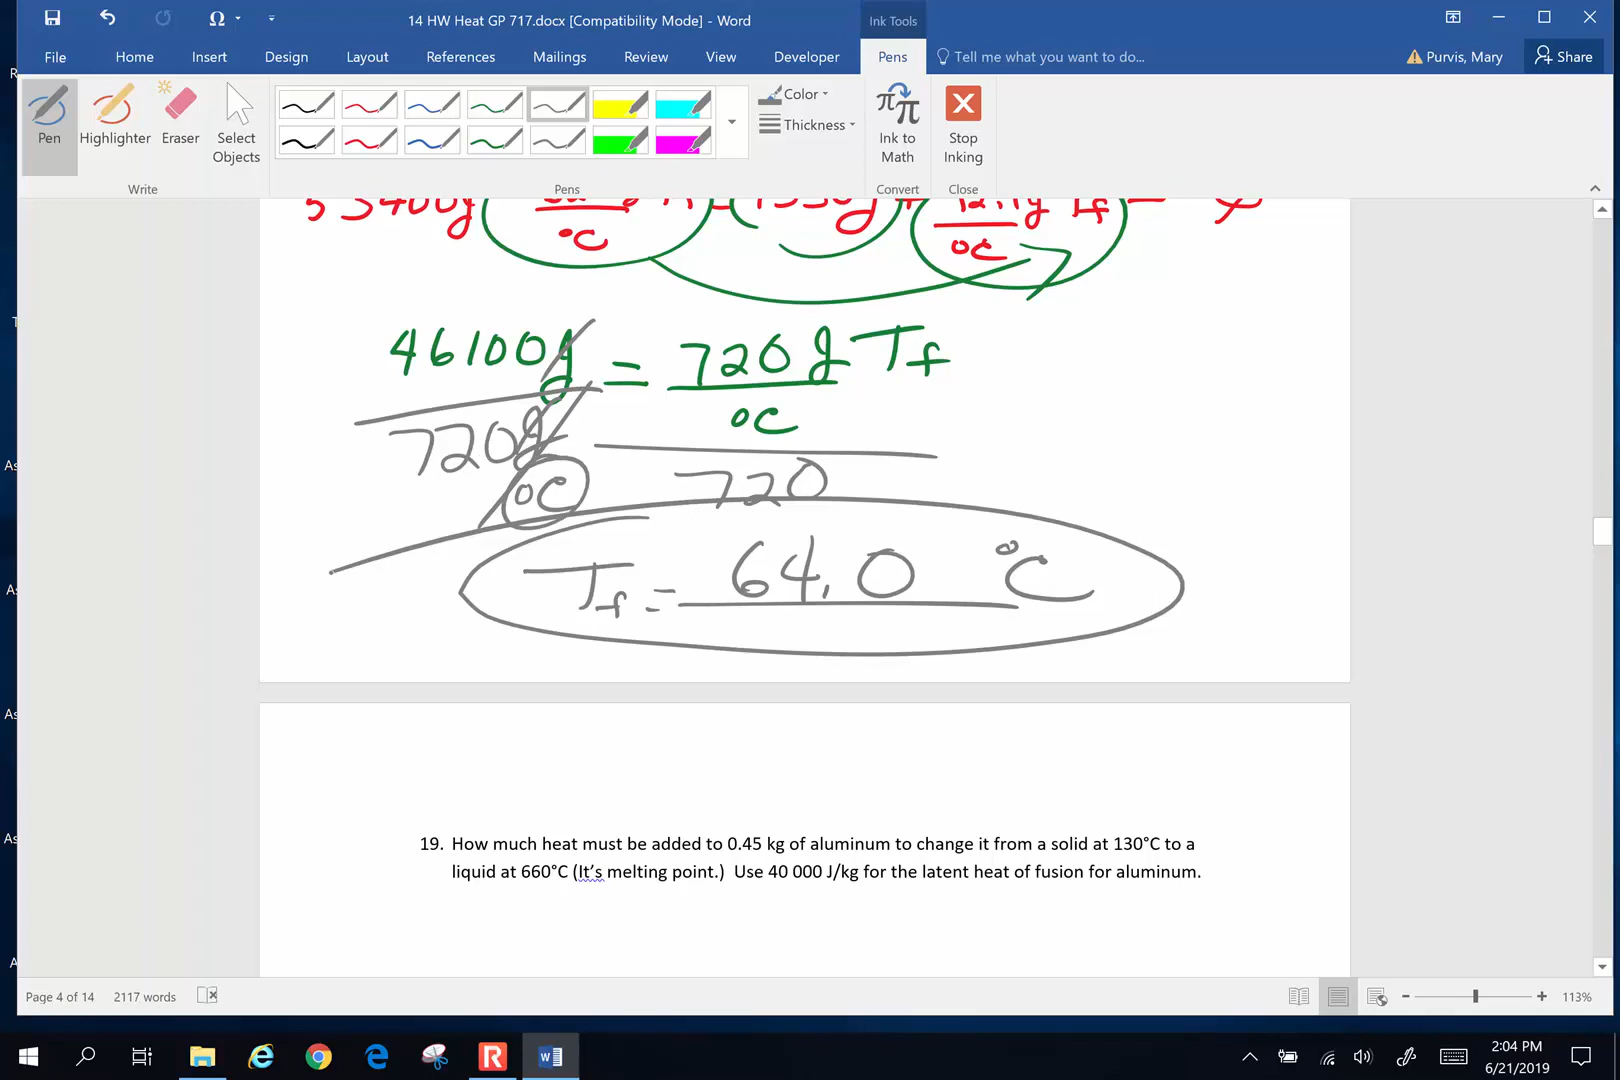 14 HW Heat GP 717.docx [Compatibility Mode] - Word
Ink Tools
File Home Insert Design Layout References Mailings Review View Developer Pens Tell me what you want to do... Purvis, Mary Share
Pen Highlighter Eraser Select Objects
Color
Thickness
Ink to Math
Stop Inking
Write Pens Convert Close
°C °C
46100g = 720g Tf
°C
720g 720
°C
Tf = 64.0 °C
19. How much heat must be added to 0.45 kg of aluminum to change it from a solid at 130°C to a
liquid at 660°C (It's melting point.) Use 40 000 J/kg for the latent heat of fusion for aluminum.
Page 4 of 14 2117 words 113%
2:04 PM
6/21/2019